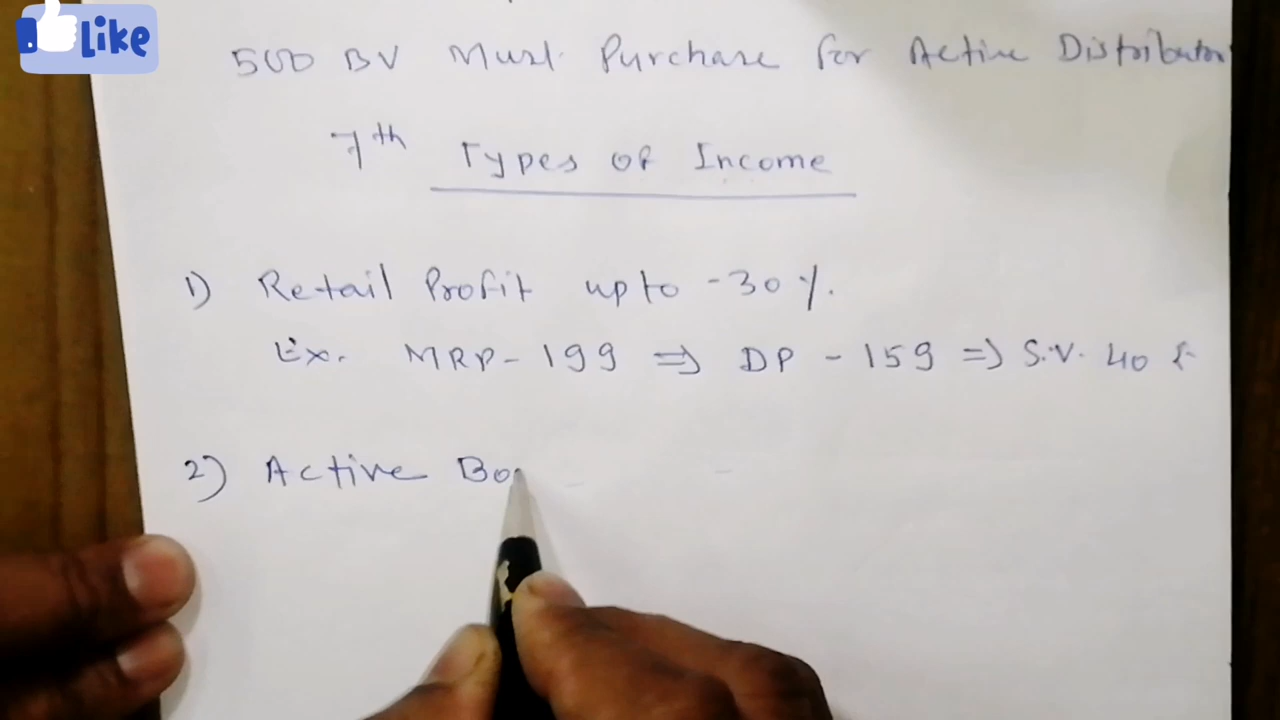 Like
500 BV Must Purchase for Active Distributor
7th Types of Income
1) Retail Profit upto -30%.
Ex. MRP - 199 => DP - 159 => S.V. 40
2) Active Bo